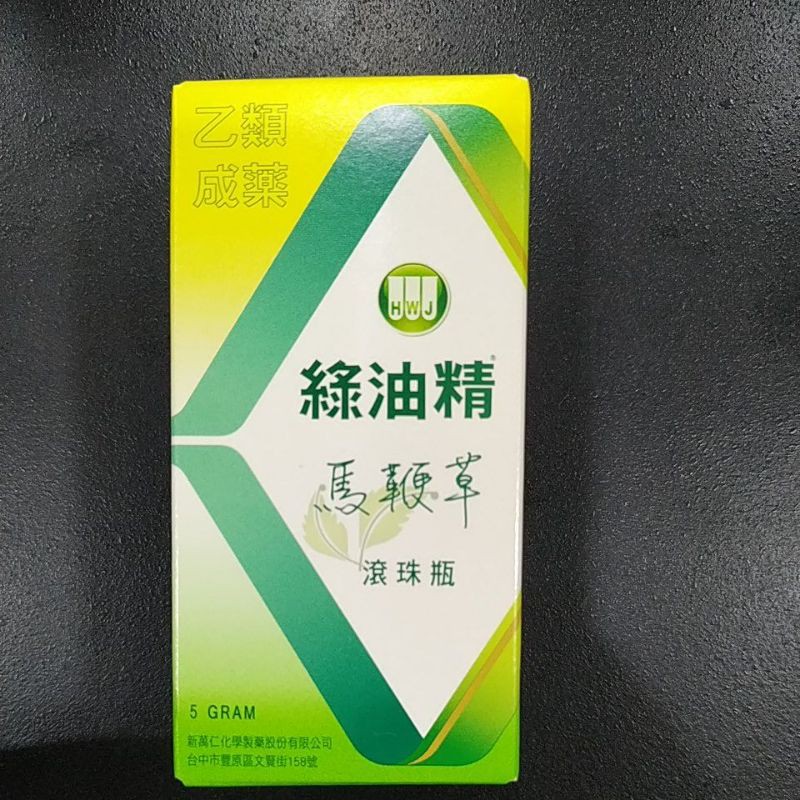 乙類
成藥
HWJ
綠油精®
馬鞭草
滾珠瓶
5 GRAM
新萬仁化學製藥股份有限公司
台中市豐原區文賢街158號